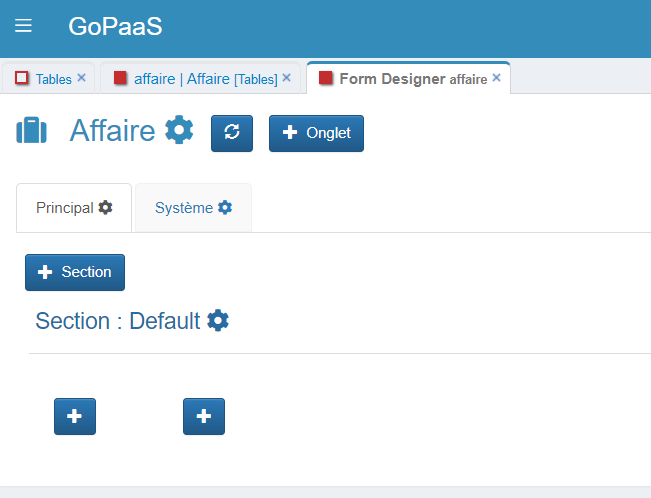 GoPaaS
Tables × affaire | Affaire [Tables] × Form Designer affaire ×
Affaire Onglet
Principal Système
Section
Section : Default